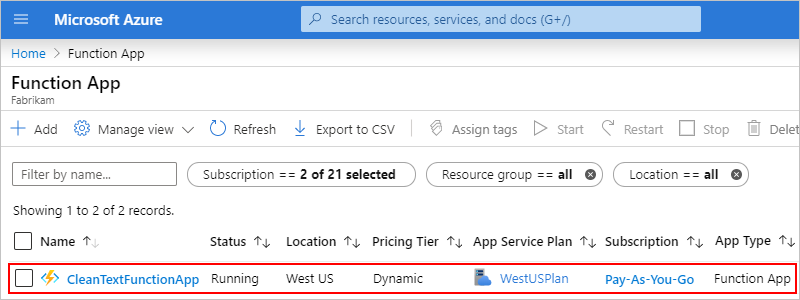 Microsoft Azure Search resources, services, and docs (G+/)
Home > Function App
Function App
Fabrikam
Add Manage view Refresh Export to CSV Assign tags Start Restart Stop Delet
Filter by name... Subscription == 2 of 21 selected Resource group == all Location == all
Showing 1 to 2 of 2 records.
Name Status Location Pricing Tier App Service Plan Subscription App Type
CleanTextFunctionApp Running West US Dynamic WestUSPlan Pay-As-You-Go Function App